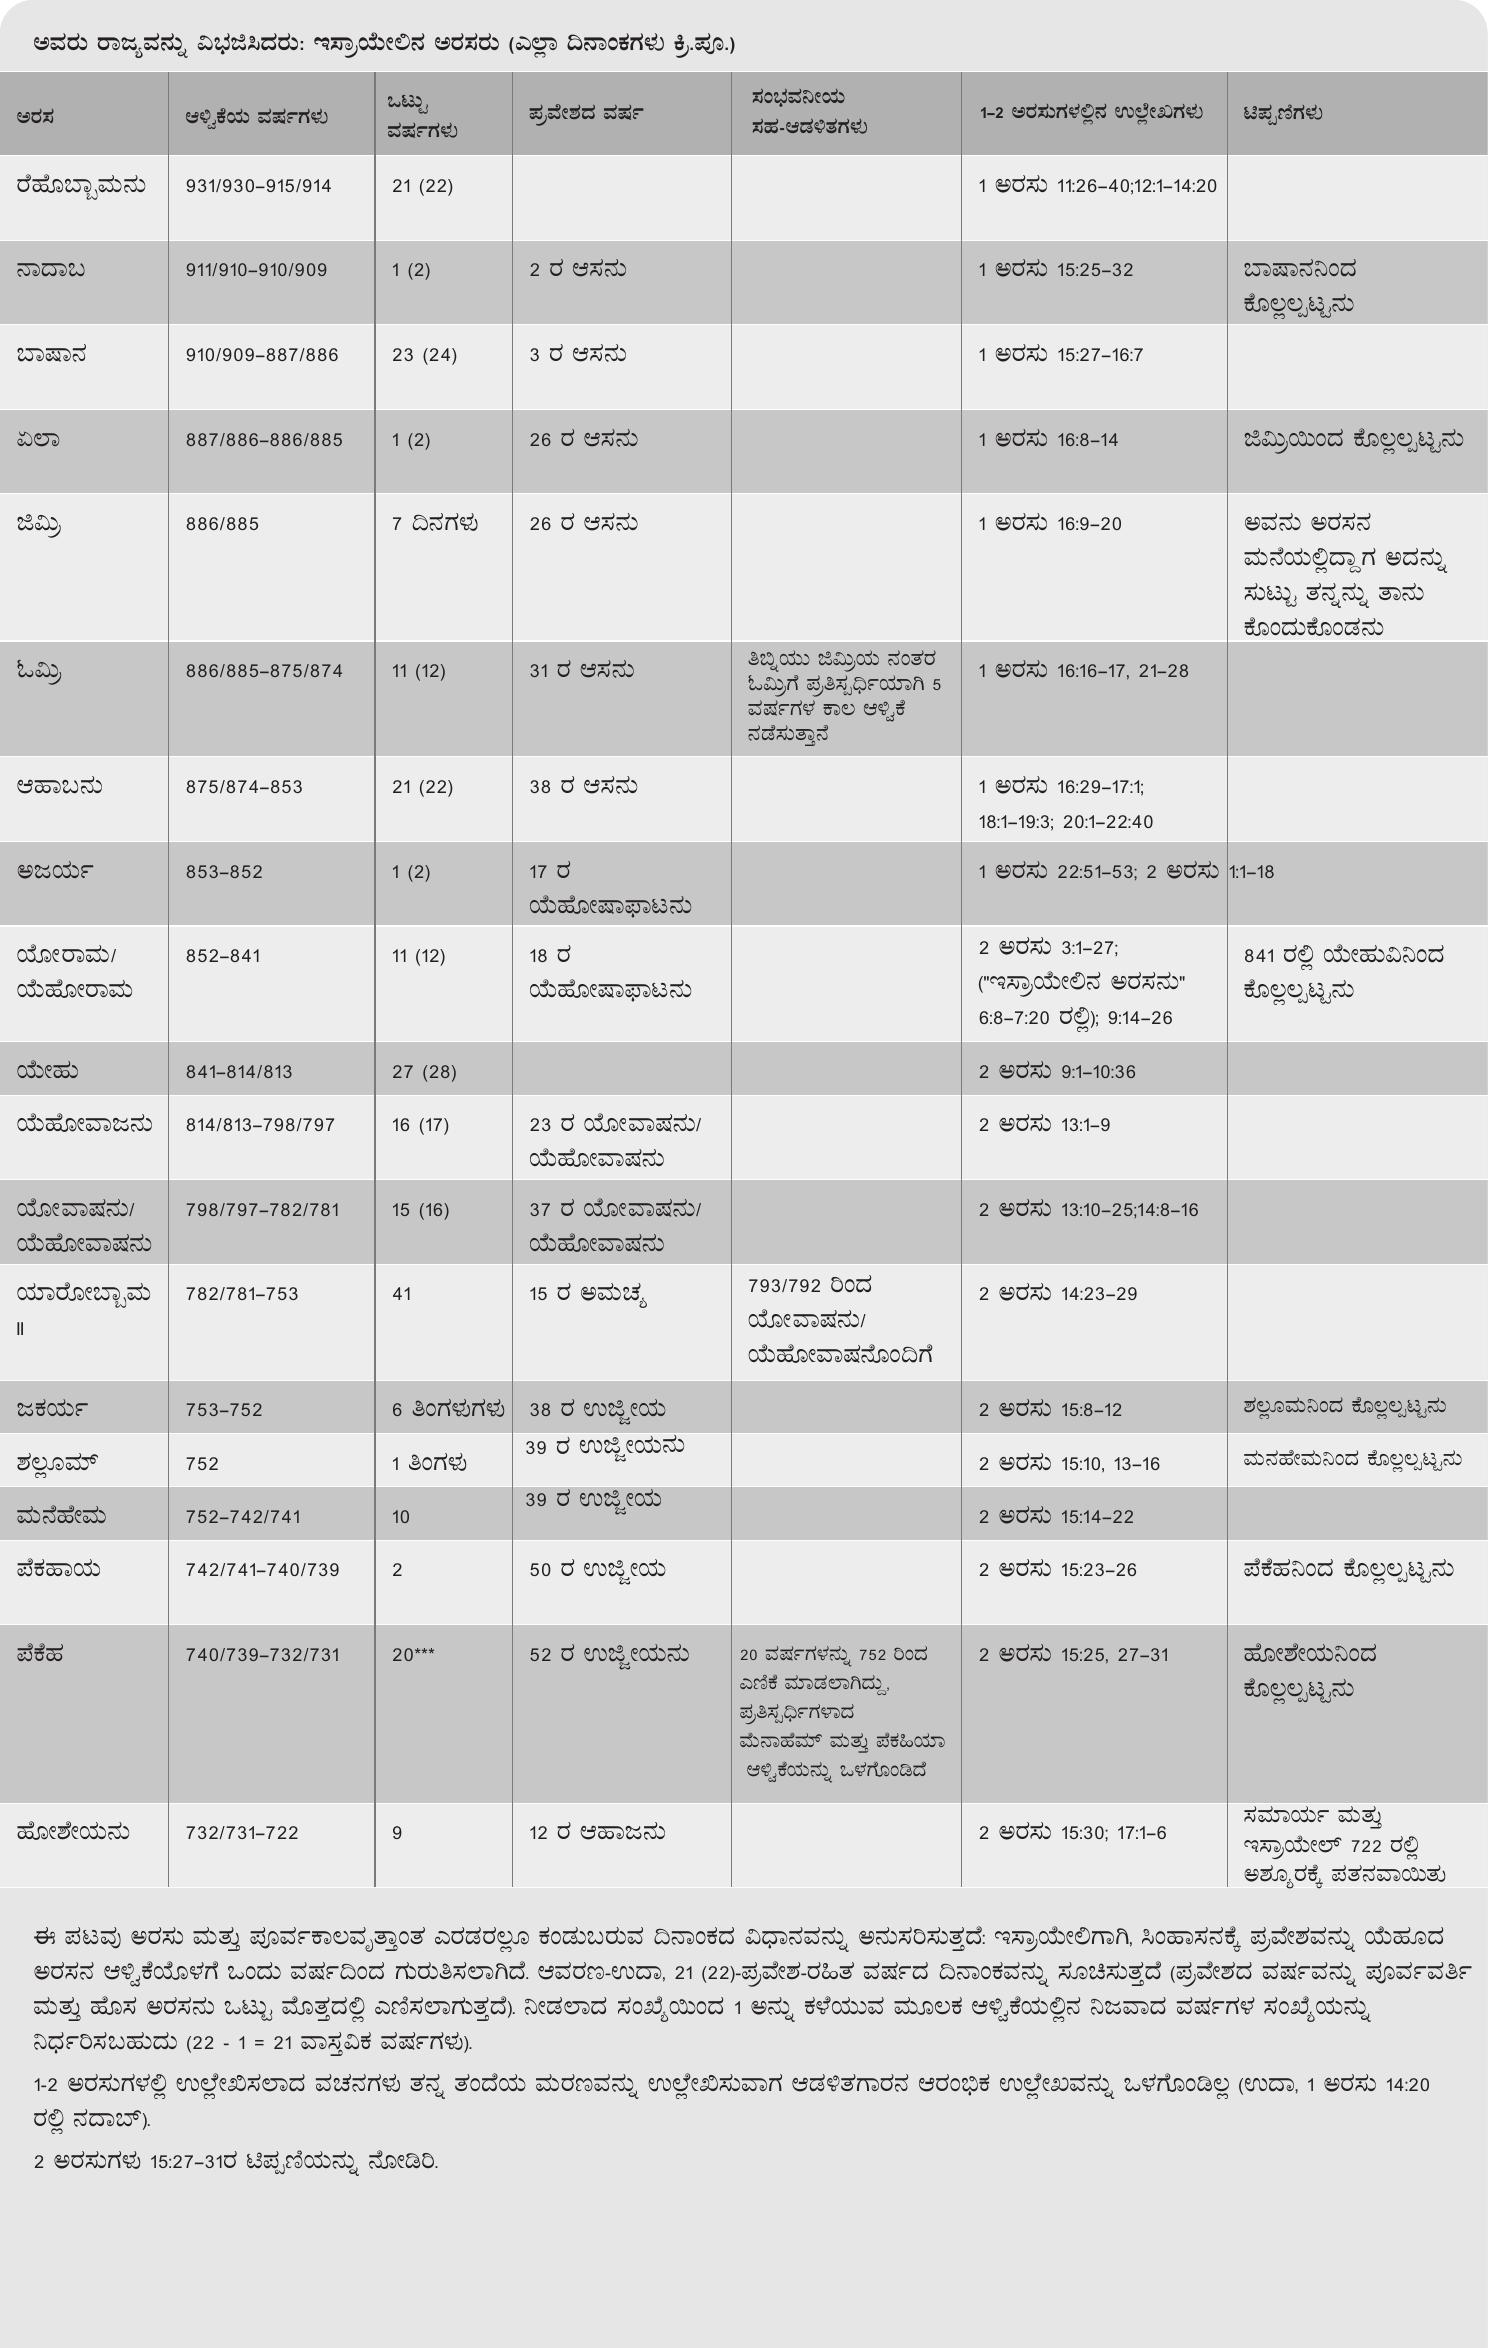 ಅವರು ರಾಜ್ಯವನ್ನು ವಿಭಜಿಸಿದರು: ಇಸ್ರಾಯೇಲಿನ ಅರಸರು (ಎಲ್ಲಾ ದಿನಾಂಕಗಳು ಕ್ರಿ.ಪೂ.)
ಅರಸ ಆಳ್ವಿಕೆಯ ವರ್ಷಗಳು ಒಟ್ಟು ವರ್ಷಗಳು ಪ್ರವೇಶದ ವರ್ಷ ಸಂಭವನೀಯ ಸಹ-ಆಡಳಿತಗಳು 1–2 ಅರಸುಗಳಲ್ಲಿನ ಉಲ್ಲೇಖಗಳು ಟಿಪ್ಪಣಿಗಳು
ರೆಹೊಬ್ಬಾಮನು 931/930–915/914 21 (22) 1 ಅರಸು 11:26–40;12:1–14:20
ನಾದಾಬ 911/910–910/909 1 (2) 2 ರ ಆಸನು 1 ಅರಸು 15:25–32 ಬಾಷಾನನಿಂದ
ಕೊಲ್ಲಲ್ಪಟ್ಟನು
ಬಾಷಾನ 910/909–887/886 23 (24) 3 ರ ಆಸನು 1 ಅರಸು 15:27–16:7
ಏಲಾ 887/886–886/885 1 (2) 26 ರ ಆಸನು 1 ಅರಸು 16:8–14 ಜಿಮ್ರಿಯಿಂದ ಕೊಲ್ಲಲ್ಪಟ್ಟನು
ಜಿಮ್ರಿ 886/885 7 ದಿನಗಳು 26 ರ ಆಸನು 1 ಅರಸು 16:9–20 ಅವನು ಅರಸನ
ಮನೆಯಲ್ಲಿದ್ದಾಗ ಅದನ್ನು
ಸುಟ್ಟು ತನ್ನನ್ನು ತಾನು
ಕೊಂದುಕೊಂಡನು
ಓಮ್ರಿ 886/885–875/874 11 (12) 31 ರ ಆಸನು ತಿಬ್ನಿಯು ಜಿಮ್ರಿಯ ನಂತರ
ಓಮ್ರಿಗೆ ಪ್ರತಿಸ್ಪರ್ಧಿಯಾಗಿ 5
ವರ್ಷಗಳ ಕಾಲ ಆಳ್ವಿಕೆ
ನಡೆಸುತ್ತಾನೆ
1 ಅರಸು 16:16–17, 21–28
ಆಹಾಬನು 875/874–853 21 (22) 38 ರ ಆಸನು 1 ಅರಸು 16:29–17:1;
18:1–19:3; 20:1–22:40
ಅಜರ್ಯ 853–852 1 (2) 17 ರ
ಯೆಹೋಷಾಫಾಟನು
1 ಅರಸು 22:51–53; 2 ಅರಸು 1:1–18
ಯೋರಾಮ/
ಯೆಹೋರಾಮ
852–841 11 (12) 18 ರ
ಯೆಹೋಷಾಫಾಟನು
2 ಅರಸು 3:1–27;
("ಇಸ್ರಾಯೇಲಿನ ಅರಸನು"
6:8–7:20 ರಲ್ಲಿ); 9:14–26
841 ರಲ್ಲಿ ಯೇಹುವಿನಿಂದ
ಕೊಲ್ಲಲ್ಪಟ್ಟನು
ಯೇಹು 841–814/813 27 (28) 2 ಅರಸು 9:1–10:36
ಯೆಹೋವಾಜನು 814/813–798/797 16 (17) 23 ರ ಯೋವಾಷನು/
ಯೆಹೋವಾಷನು
2 ಅರಸು 13:1–9
ಯೋವಾಷನು/
ಯೆಹೋವಾಷನು
798/797–782/781 15 (16) 37 ರ ಯೋವಾಷನು/
ಯೆಹೋವಾಷನು
2 ಅರಸು 13:10–25;14:8–16
ಯಾರೋಬ್ಬಾಮ
II
782/781–753 41 15 ರ ಅಮಚ್ಯ 793/792 ರಿಂದ
ಯೋವಾಷನು/
ಯೆಹೋವಾಷನೊಂದಿಗೆ
2 ಅರಸು 14:23–29
ಜಕರ್ಯ 753–752 6 ತಿಂಗಳುಗಳು 38 ರ ಉಜ್ಜೀಯ 2 ಅರಸು 15:8–12 ಶಲ್ಲೂಮನಿಂದ ಕೊಲ್ಲಲ್ಪಟ್ಟನು
ಶಲ್ಲೂಮ್ 752 1 ತಿಂಗಳು 39 ರ ಉಜ್ಜೀಯನು 2 ಅರಸು 15:10, 13–16 ಮನಹೇಮನಿಂದ ಕೊಲ್ಲಲ್ಪಟ್ಟನು
ಮನೆಹೇಮ 752–742/741 10 39 ರ ಉಜ್ಜೀಯ 2 ಅರಸು 15:14–22
ಪೆಕಹಾಯ 742/741–740/739 2 50 ರ ಉಜ್ಜೀಯ 2 ಅರಸು 15:23–26 ಪೆಕೆಹನಿಂದ ಕೊಲ್ಲಲ್ಪಟ್ಟನು
ಪೆಕೆಹ 740/739–732/731 20*** 52 ರ ಉಜ್ಜೀಯನು 20 ವರ್ಷಗಳನ್ನು 752 ರಿಂದ
ಎಣಿಕೆ ಮಾಡಲಾಗಿದ್ದು,
ಪ್ರತಿಸ್ಪರ್ಧಿಗಳಾದ
ಮೆನಾಹೆಮ್ ಮತ್ತು ಪೆಕಹಿಯಾ
ಆಳ್ವಿಕೆಯನ್ನು ಒಳಗೊಂಡಿದೆ
2 ಅರಸು 15:25, 27–31 ಹೋಶೇಯನಿಂದ
ಕೊಲ್ಲಲ್ಪಟ್ಟನು
ಹೋಶೇಯನು 732/731–722 9 12 ರ ಆಹಾಜನು 2 ಅರಸು 15:30; 17:1–6 ಸಮಾರ್ಯ ಮತ್ತು
ಇಸ್ರಾಯೇಲ್ 722 ರಲ್ಲಿ
ಅಶ್ಯೂರಕ್ಕೆ ಪತನವಾಯಿತು
ಈ ಪಟವು ಅರಸು ಮತ್ತು ಪೂರ್ವಕಾಲವೃತ್ತಾಂತ ಎರಡರಲ್ಲೂ ಕಂಡುಬರುವ ದಿನಾಂಕದ ವಿಧಾನವನ್ನು ಅನುಸರಿಸುತ್ತದೆ: ಇಸ್ರಾಯೇಲಿಗಾಗಿ, ಸಿಂಹಾಸನಕ್ಕೆ ಪ್ರವೇಶವನ್ನು ಯೆಹೂದ
ಅರಸನ ಆಳ್ವಿಕೆಯೊಳಗೆ ಒಂದು ವರ್ಷದಿಂದ ಗುರುತಿಸಲಾಗಿದೆ. ಆವರಣ-ಉದಾ, 21 (22)-ಪ್ರವೇಶ-ರಹಿತ ವರ್ಷದ ದಿನಾಂಕವನ್ನು ಸೂಚಿಸುತ್ತದೆ (ಪ್ರವೇಶದ ವರ್ಷವನ್ನು ಪೂರ್ವವರ್ತಿ
ಮತ್ತು ಹೊಸ ಅರಸನು ಒಟ್ಟು ಮೊತ್ತದಲ್ಲಿ ಎಣಿಸಲಾಗುತ್ತದೆ). ನೀಡಲಾದ ಸಂಖ್ಯೆಯಿಂದ 1 ಅನ್ನು ಕಳೆಯುವ ಮೂಲಕ ಆಳ್ವಿಕೆಯಲ್ಲಿನ ನಿಜವಾದ ವರ್ಷಗಳ ಸಂಖ್ಯೆಯನ್ನು
ನಿರ್ಧರಿಸಬಹುದು (22 - 1 = 21 ವಾಸ್ತವಿಕ ವರ್ಷಗಳು).
1-2 ಅರಸುಗಳಲ್ಲಿ ಉಲ್ಲೇಖಿಸಲಾದ ವಚನಗಳು ತನ್ನ ತಂದೆಯ ಮರಣವನ್ನು ಉಲ್ಲೇಖಿಸುವಾಗ ಆಡಳಿತಗಾರನ ಆರಂಭಿಕ ಉಲ್ಲೇಖವನ್ನು ಒಳಗೊಂಡಿಲ್ಲ (ಉದಾ, 1 ಅರಸು 14:20
ರಲ್ಲಿ ನದಾಬ್).
2 ಅರಸುಗಳು 15:27–31ರ ಟಿಪ್ಪಣಿಯನ್ನು ನೋಡಿರಿ.